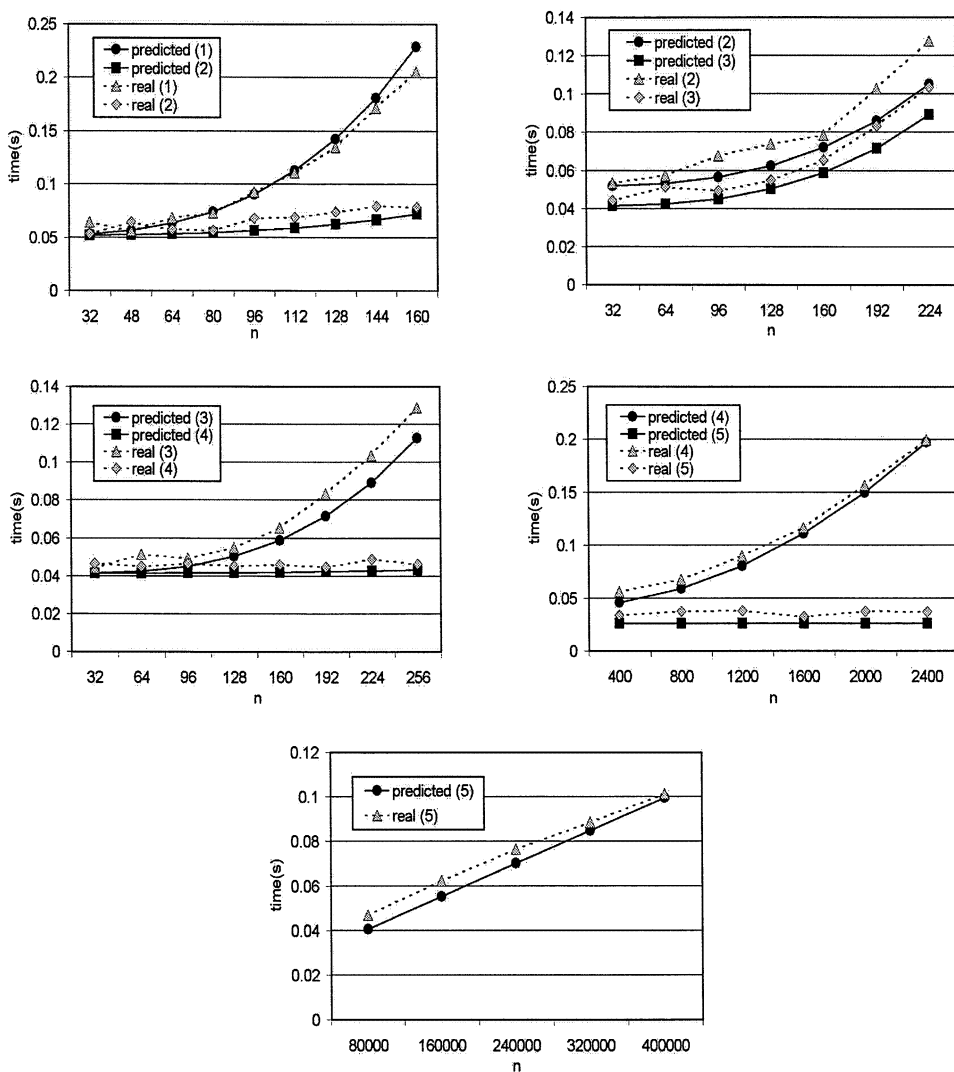 0.25
0.2
0.15
0.1
0.05
0
time(s)
predicted (1)
predicted (2)
real (1)
real (2)
32 48 64 80 96 112 128 144 160
n
0.14
0.12
0.1
0.08
0.06
0.04
0.02
0
time(s)
predicted (2)
predicted (3)
real (2)
real (3)
32 64 96 128 160 192 224
n
0.14
0.12
0.1
0.08
0.06
0.04
0.02
0
time(s)
predicted (3)
predicted (4)
real (3)
real (4)
32 64 96 128 160 192 224 256
n
0.25
0.2
0.15
0.1
0.05
0
time(s)
predicted (4)
predicted (5)
real (4)
real (5)
400 800 1200 1600 2000 2400
n
0.12
0.1
0.08
0.06
0.04
0.02
0
time(s)
predicted (5)
real (5)
80000 160000 240000 320000 400000
n